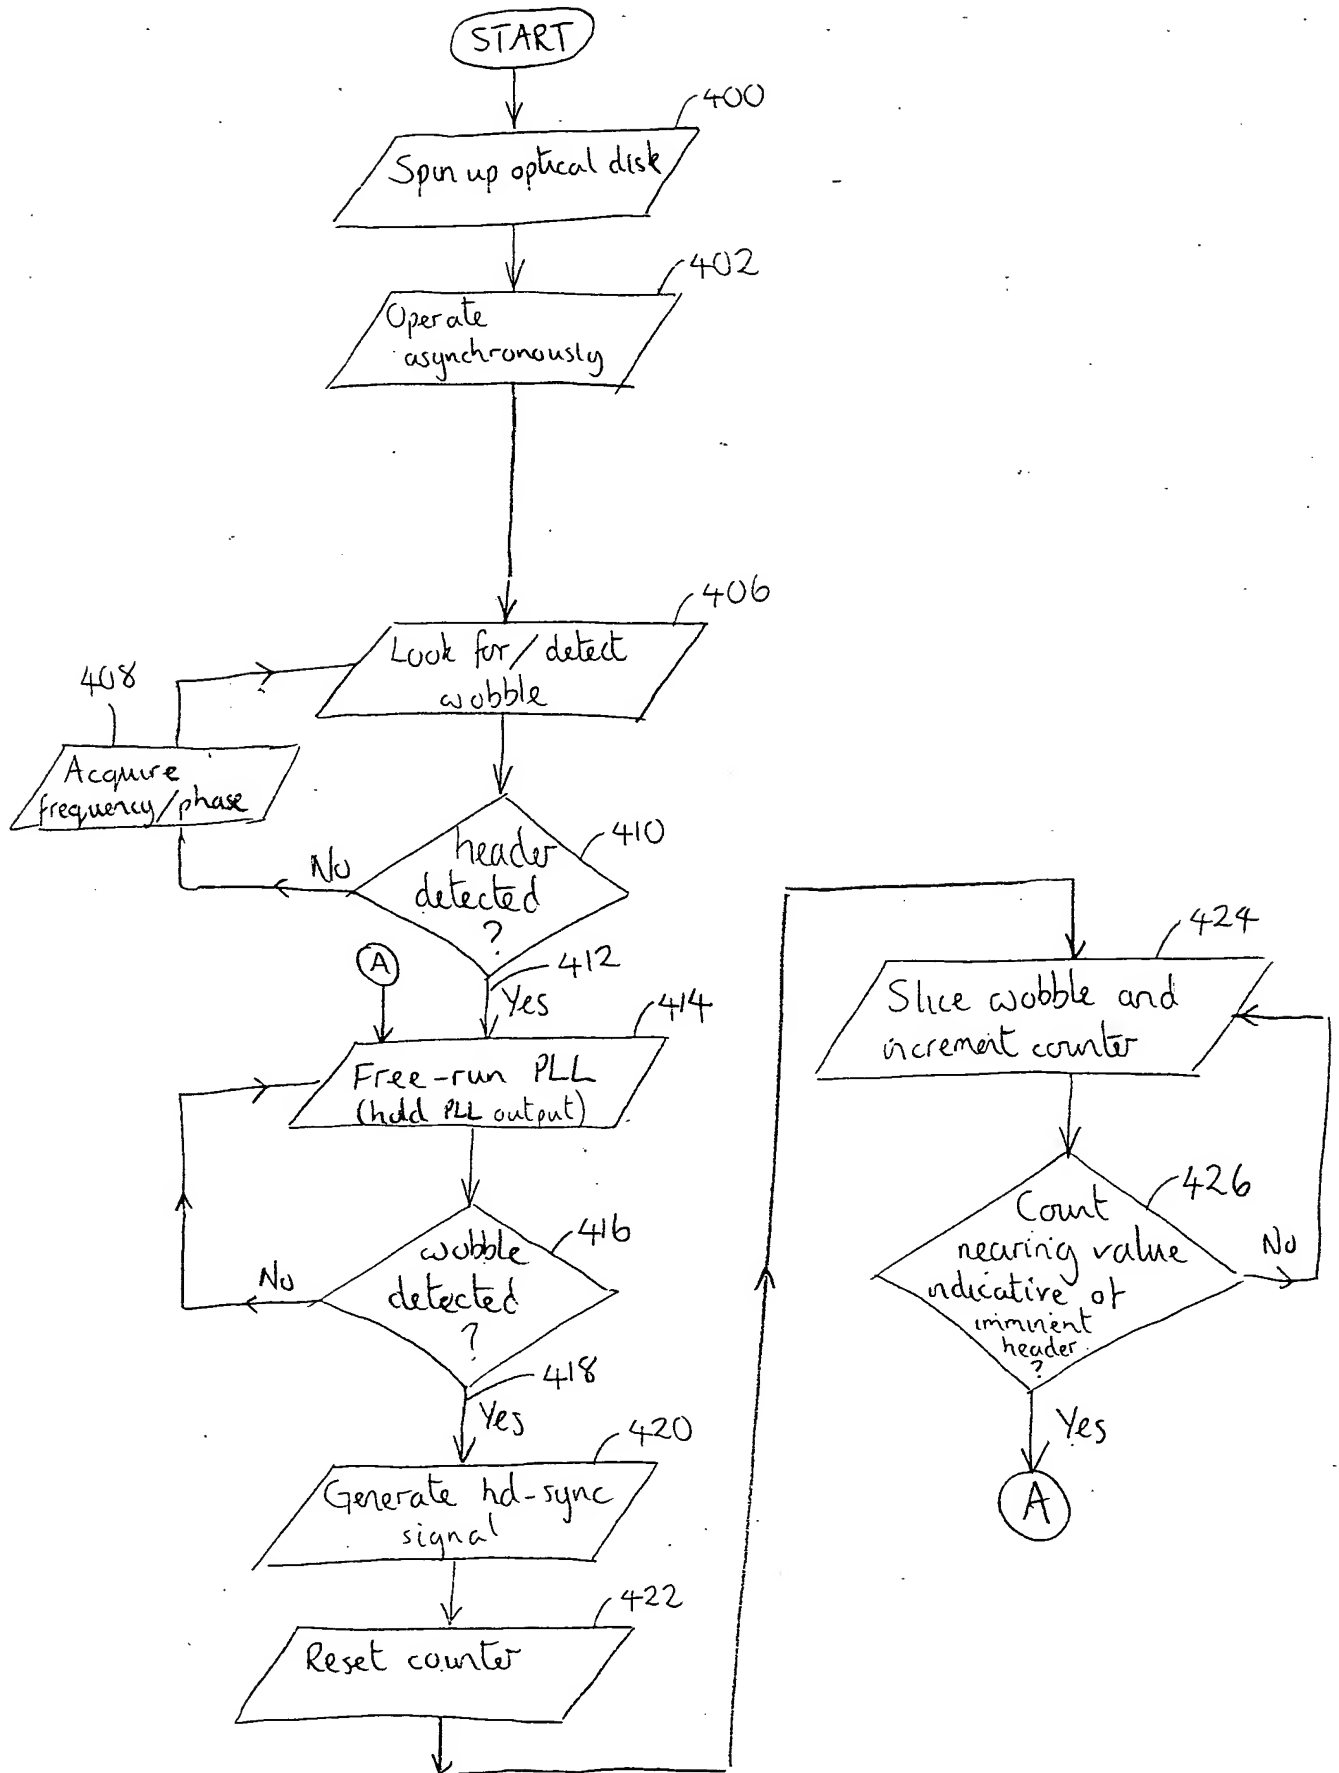 START
400
Spin up optical disk
402
Operate
asynchronously
406
Look for/detect
wobble
408
Acquire
frequency/phase
410
header
detected
?
No
412
Yes
A
414
Free-run PLL
(hold PLL output)
416
wobble
detected
?
No
418
Yes
420
Generate hd-sync
signal
422
Reset counter
424
Slice wobble and
increment counter
426
Count
nearing value
indicative of
imminent
header
?
No
Yes
A